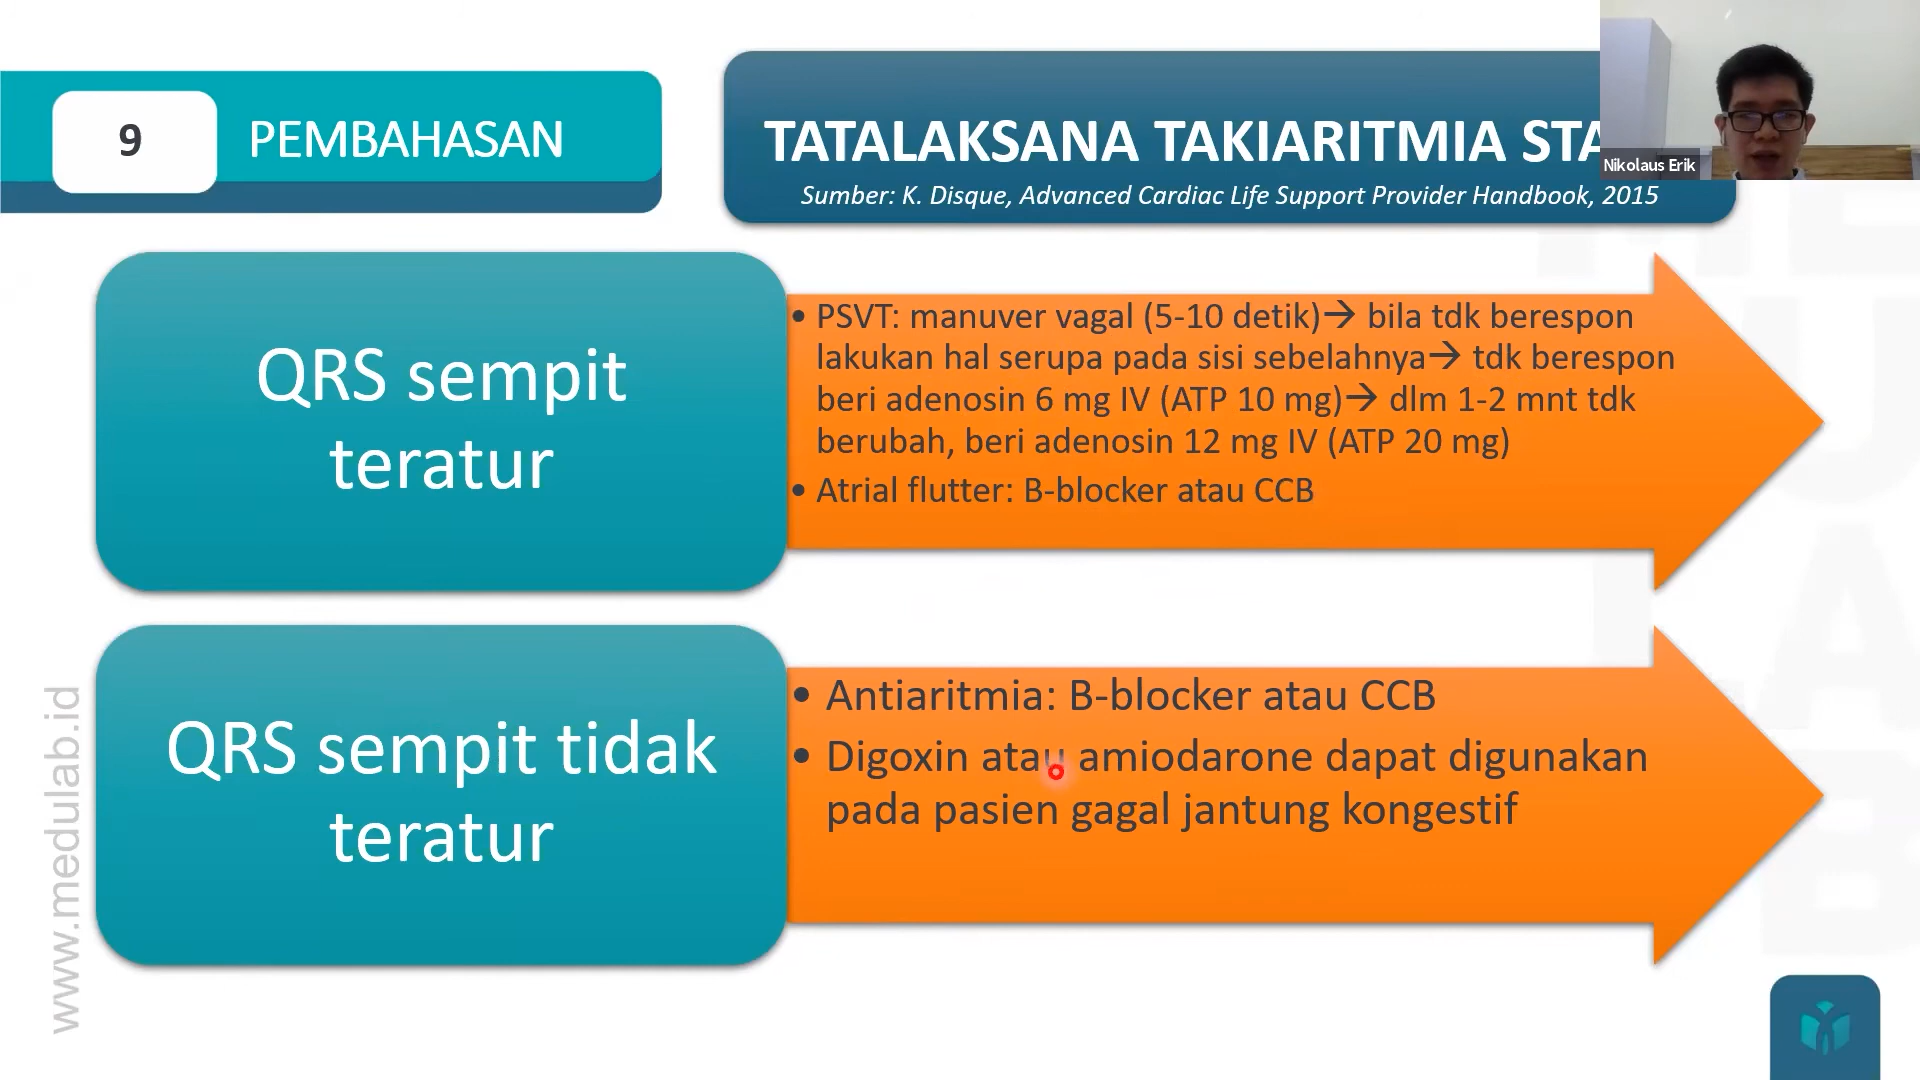 9
PEMBAHASAN
TATALAKSANA TAKIARITMIA STA
Sumber: K. Disque, Advanced Cardiac Life Support Provider Handbook, 2015
Nikolaus Erik
QRS sempit
teratur
• PSVT: manuver vagal (5-10 detik)→ bila tdk berespon
lakukan hal serupa pada sisi sebelahnya→ tdk berespon
beri adenosin 6 mg IV (ATP 10 mg)→ dlm 1-2 mnt tdk
berubah, beri adenosin 12 mg IV (ATP 20 mg)
• Atrial flutter: B-blocker atau CCB
QRS sempit tidak
teratur
• Antiaritmia: B-blocker atau CCB
• Digoxin atau amiodarone dapat digunakan
pada pasien gagal jantung kongestif
www.medulab.id